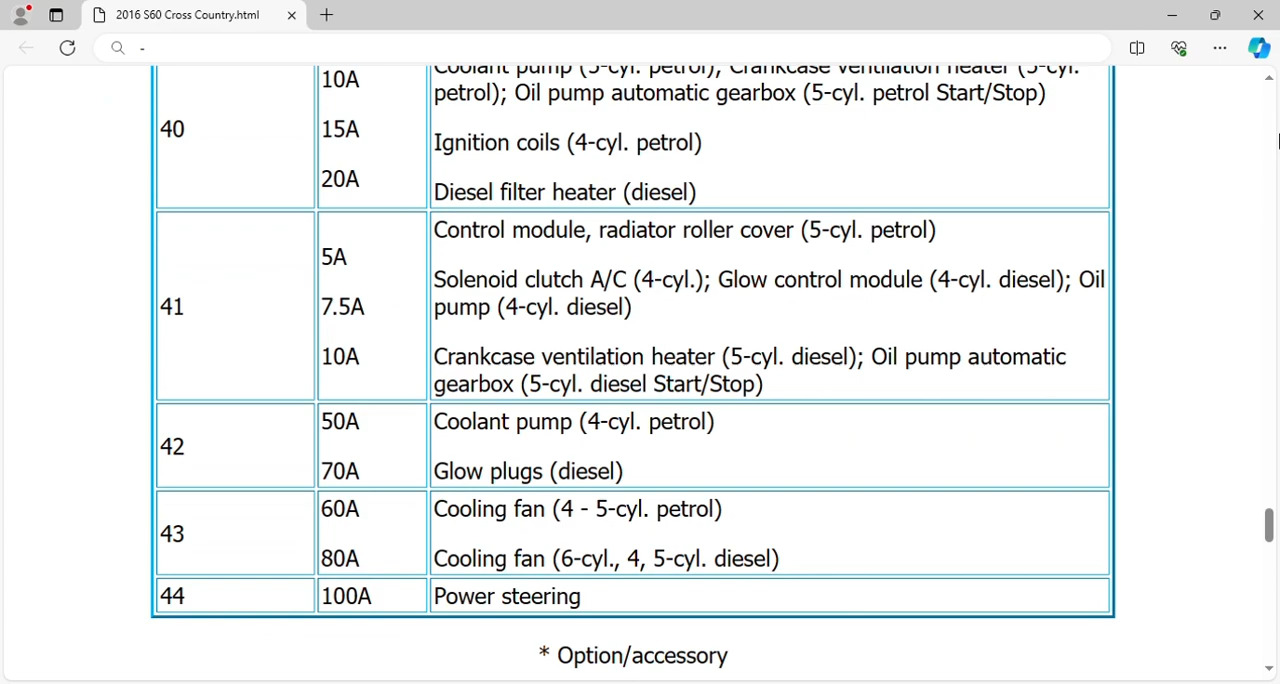 2016 S60 Cross Country.html
-
10A
Coolant pump (5-cyl. petrol); Crankcase ventilation heater (5-cyl.
petrol); Oil pump automatic gearbox (5-cyl. petrol Start/Stop)
40
15A
Ignition coils (4-cyl. petrol)
20A
Diesel filter heater (diesel)
Control module, radiator roller cover (5-cyl. petrol)
5A
Solenoid clutch A/C (4-cyl.); Glow control module (4-cyl. diesel); Oil
41
7.5A
pump (4-cyl. diesel)
10A
Crankcase ventilation heater (5-cyl. diesel); Oil pump automatic
gearbox (5-cyl. diesel Start/Stop)
42
50A
Coolant pump (4-cyl. petrol)
70A
Glow plugs (diesel)
43
60A
Cooling fan (4 - 5-cyl. petrol)
80A
Cooling fan (6-cyl., 4, 5-cyl. diesel)
44
100A
Power steering
* Option/accessory